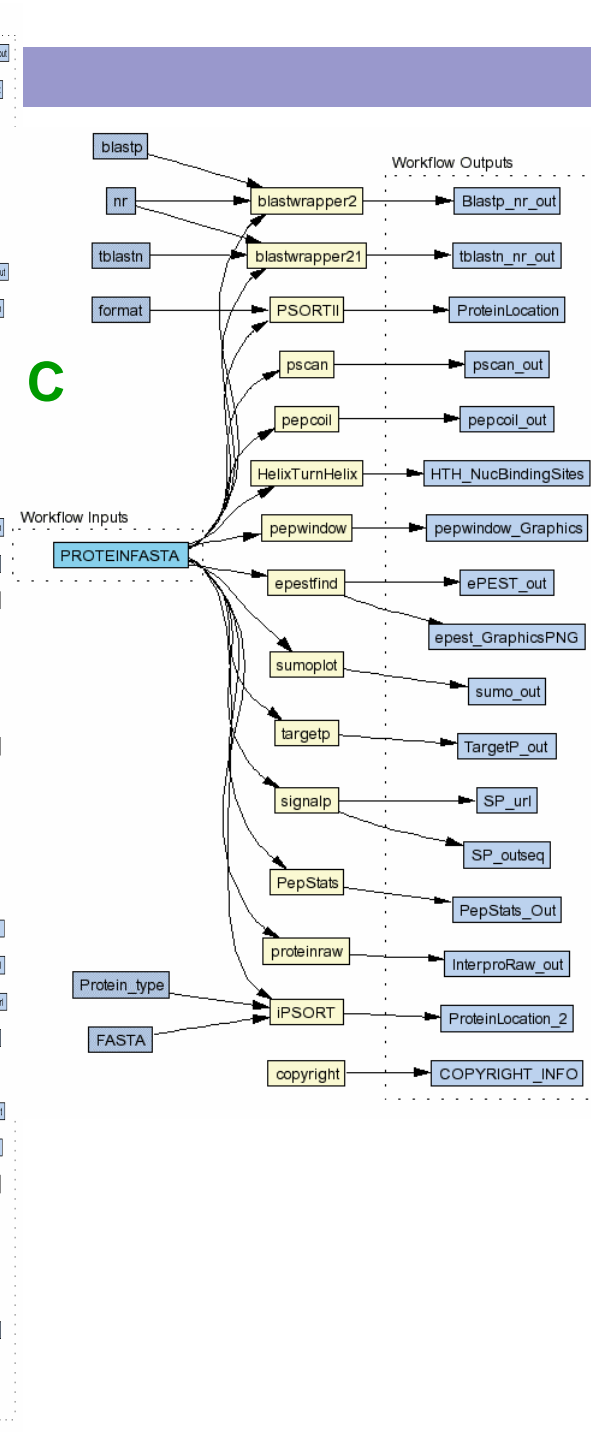 blastp
Workflow Outputs
nr
blastwrapper2
Blastp_nr_out
tblastn
blastwrapper21
tblastn_nr_out
format
PSORTII
ProteinLocation
C
pscan
pscan_out
pepcoil
pepcoil_out
HelixTurnHelix
HTH_NucBindingSites
Workflow Inputs
pepwindow
pepwindow_Graphics
PROTEINFASTA
epestfind
ePEST_out
epest_GraphicsPNG
sumoplot
sumo_out
targetp
TargetP_out
signalp
SP_url
SP_outseq
PepStats
PepStats_Out
proteinraw
InterproRaw_out
Protein_type
iPSORT
ProteinLocation_2
FASTA
copyright
COPYRIGHT_INFO